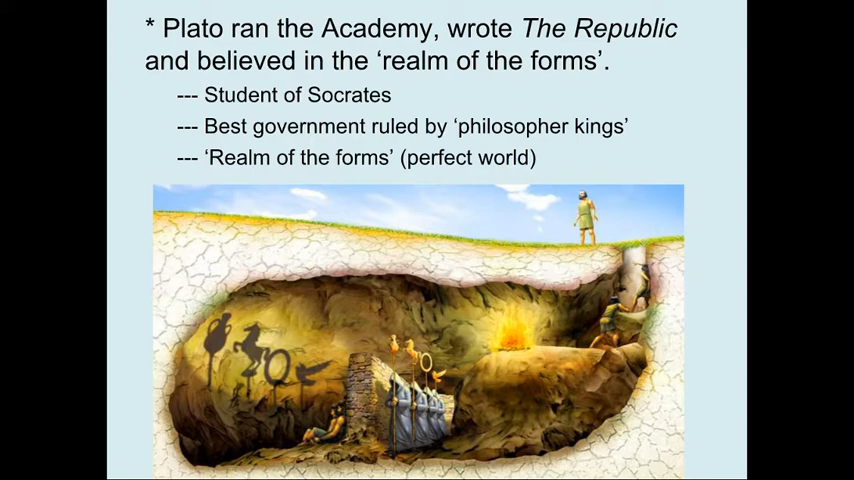 * Plato ran the Academy, wrote The Republic
and believed in the ‘realm of the forms’.
--- Student of Socrates
--- Best government ruled by ‘philosopher kings’
--- ‘Realm of the forms’ (perfect world)